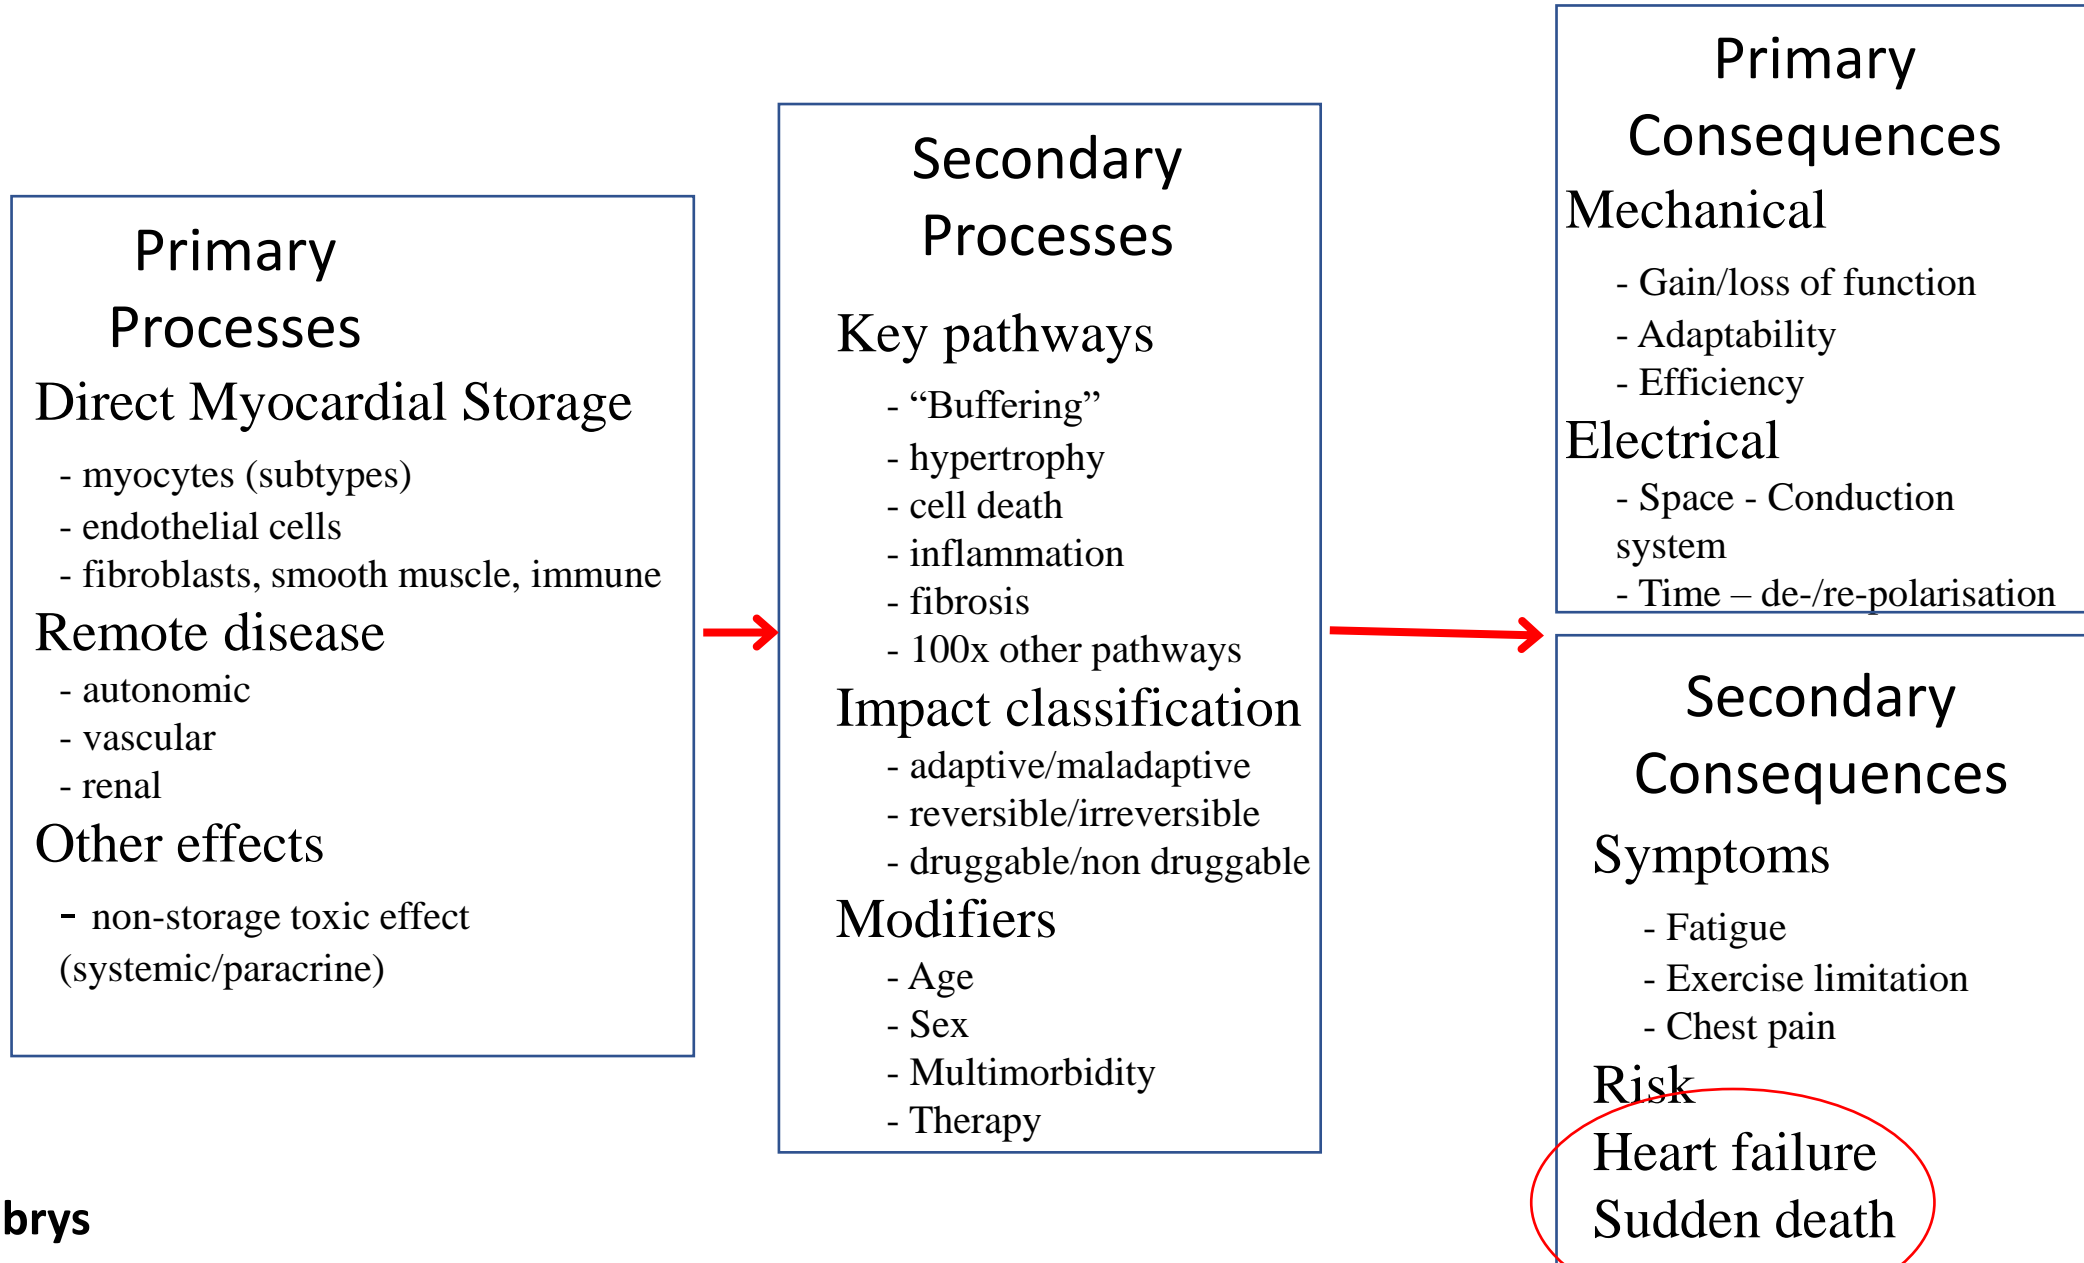 Primary
Processes
Direct Myocardial Storage
- myocytes (subtypes)
- endothelial cells
- fibroblasts, smooth muscle, immune
Remote disease
- autonomic
- vascular
- renal
Other effects
- non-storage toxic effect
(systemic/paracrine)
Secondary
Processes
Key pathways
- “Buffering”
- hypertrophy
- cell death
- inflammation
- fibrosis
- 100x other pathways
Impact classification
- adaptive/maladaptive
- reversible/irreversible
- druggable/non druggable
Modifiers
- Age
- Sex
- Multimorbidity
- Therapy
Primary
Consequences
Mechanical
- Gain/loss of function
- Adaptability
- Efficiency
Electrical
- Space - Conduction
system
- Time – de-/re-polarisation
Secondary
Consequences
Symptoms
- Fatigue
- Exercise limitation
- Chest pain
Risk
Heart failure
Sudden death
brys